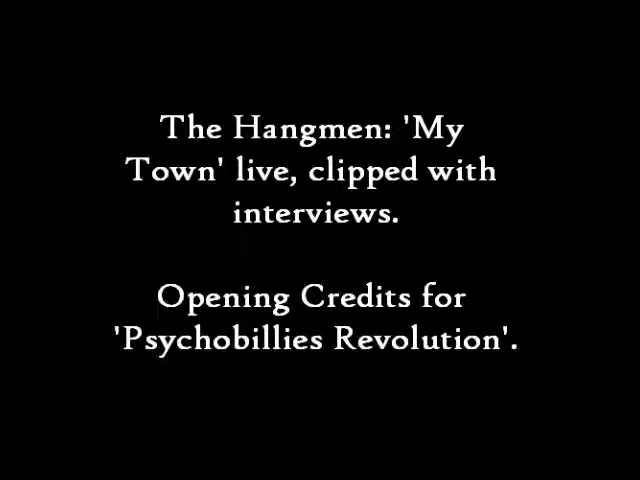 The Hangmen: 'My
Town' live, clipped with
interviews.
Opening Credits for
'Psychobillies Revolution'.